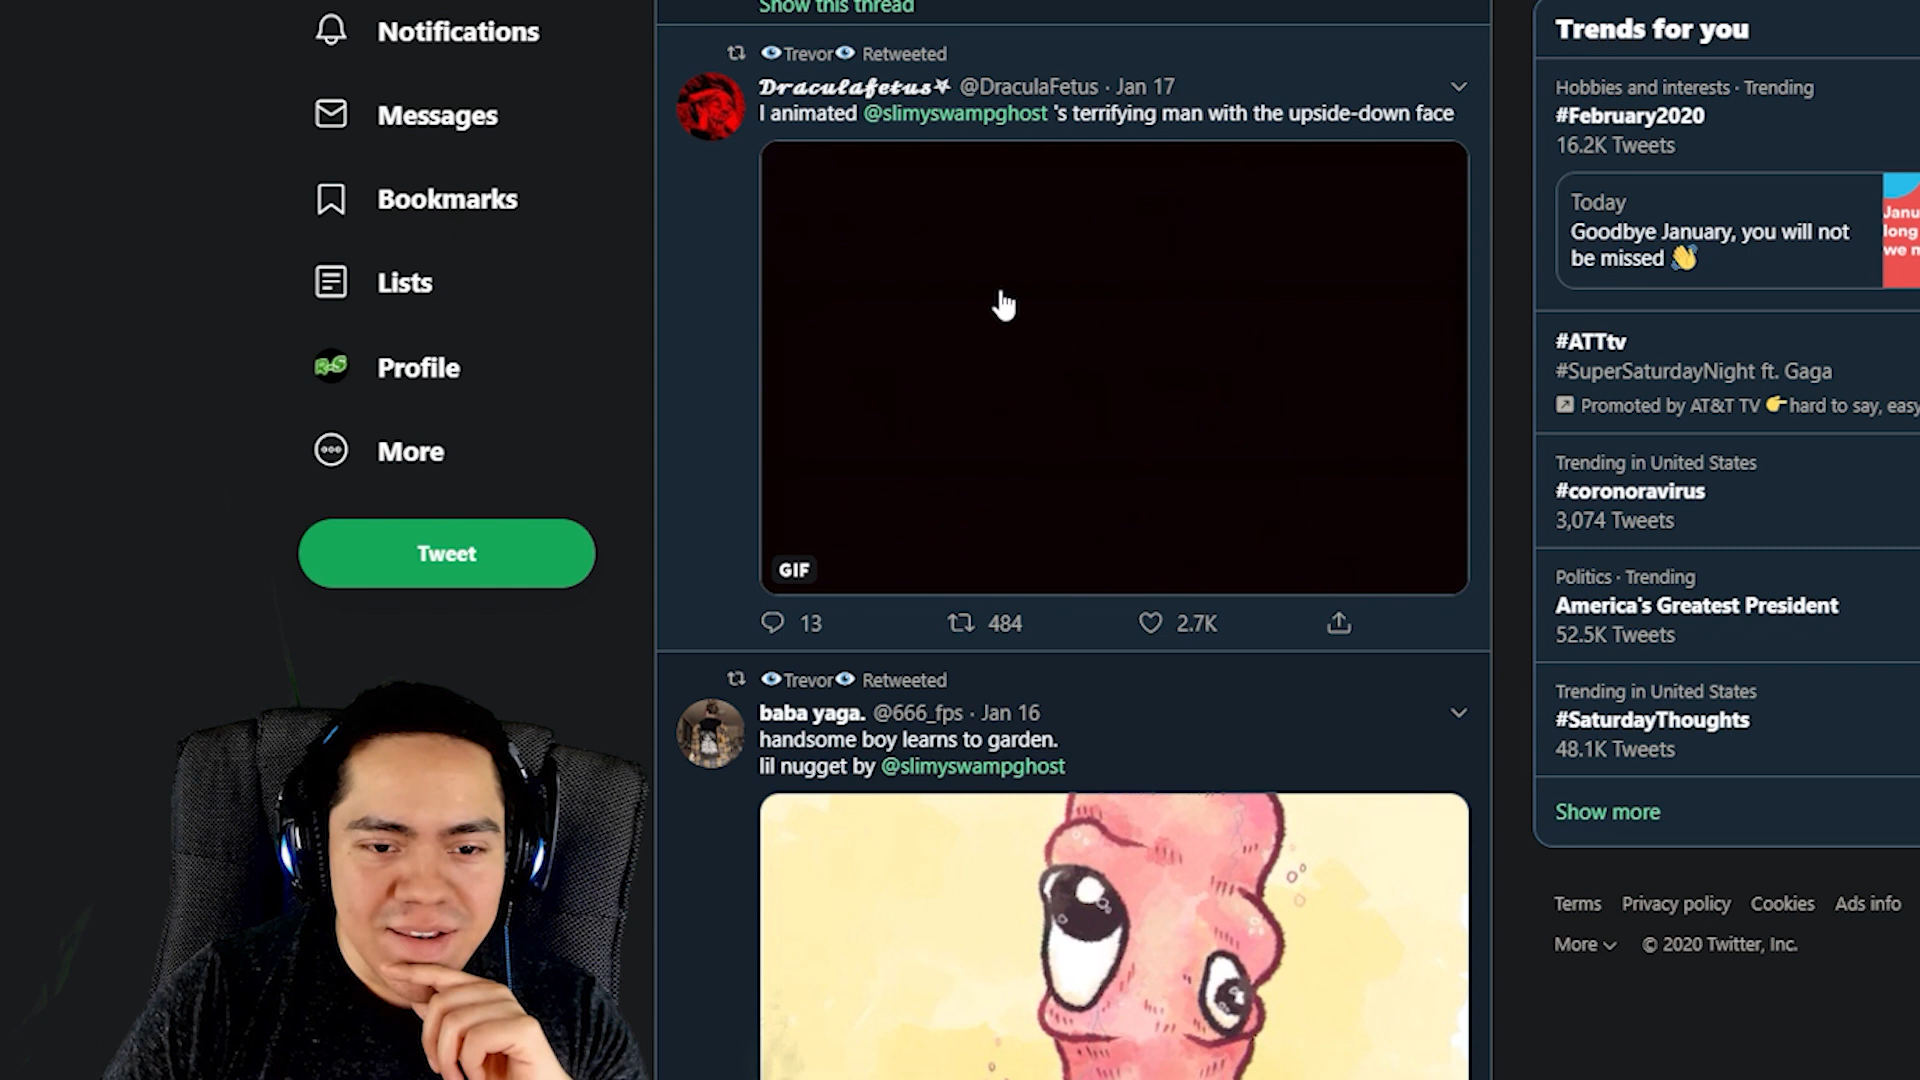 Notifications
Messages
Bookmarks
Lists
R-S
Profile
More
Tweet
Show this thread
👁Trevor👁 Retweeted
Draculafetus⛧ @DraculaFetus · Jan 17
I animated @slimyswampghost 's terrifying man with the upside-down face
GIF
13 484 2.7K
👁Trevor👁 Retweeted
baba yaga. @666_fps · Jan 16
handsome boy learns to garden.
lil nugget by @slimyswampghost
Trends for you
Hobbies and interests · Trending
#February2020
16.2K Tweets
Today
Goodbye January, you will not
be missed 👋
Janu
long
we m
#ATTtv
#SuperSaturdayNight ft. Gaga
Promoted by AT&T TV 👉hard to say, easy
Trending in United States
#coronoravirus
3,074 Tweets
Politics · Trending
America's Greatest President
52.5K Tweets
Trending in United States
#SaturdayThoughts
48.1K Tweets
Show more
Terms Privacy policy Cookies Ads info
More © 2020 Twitter, Inc.